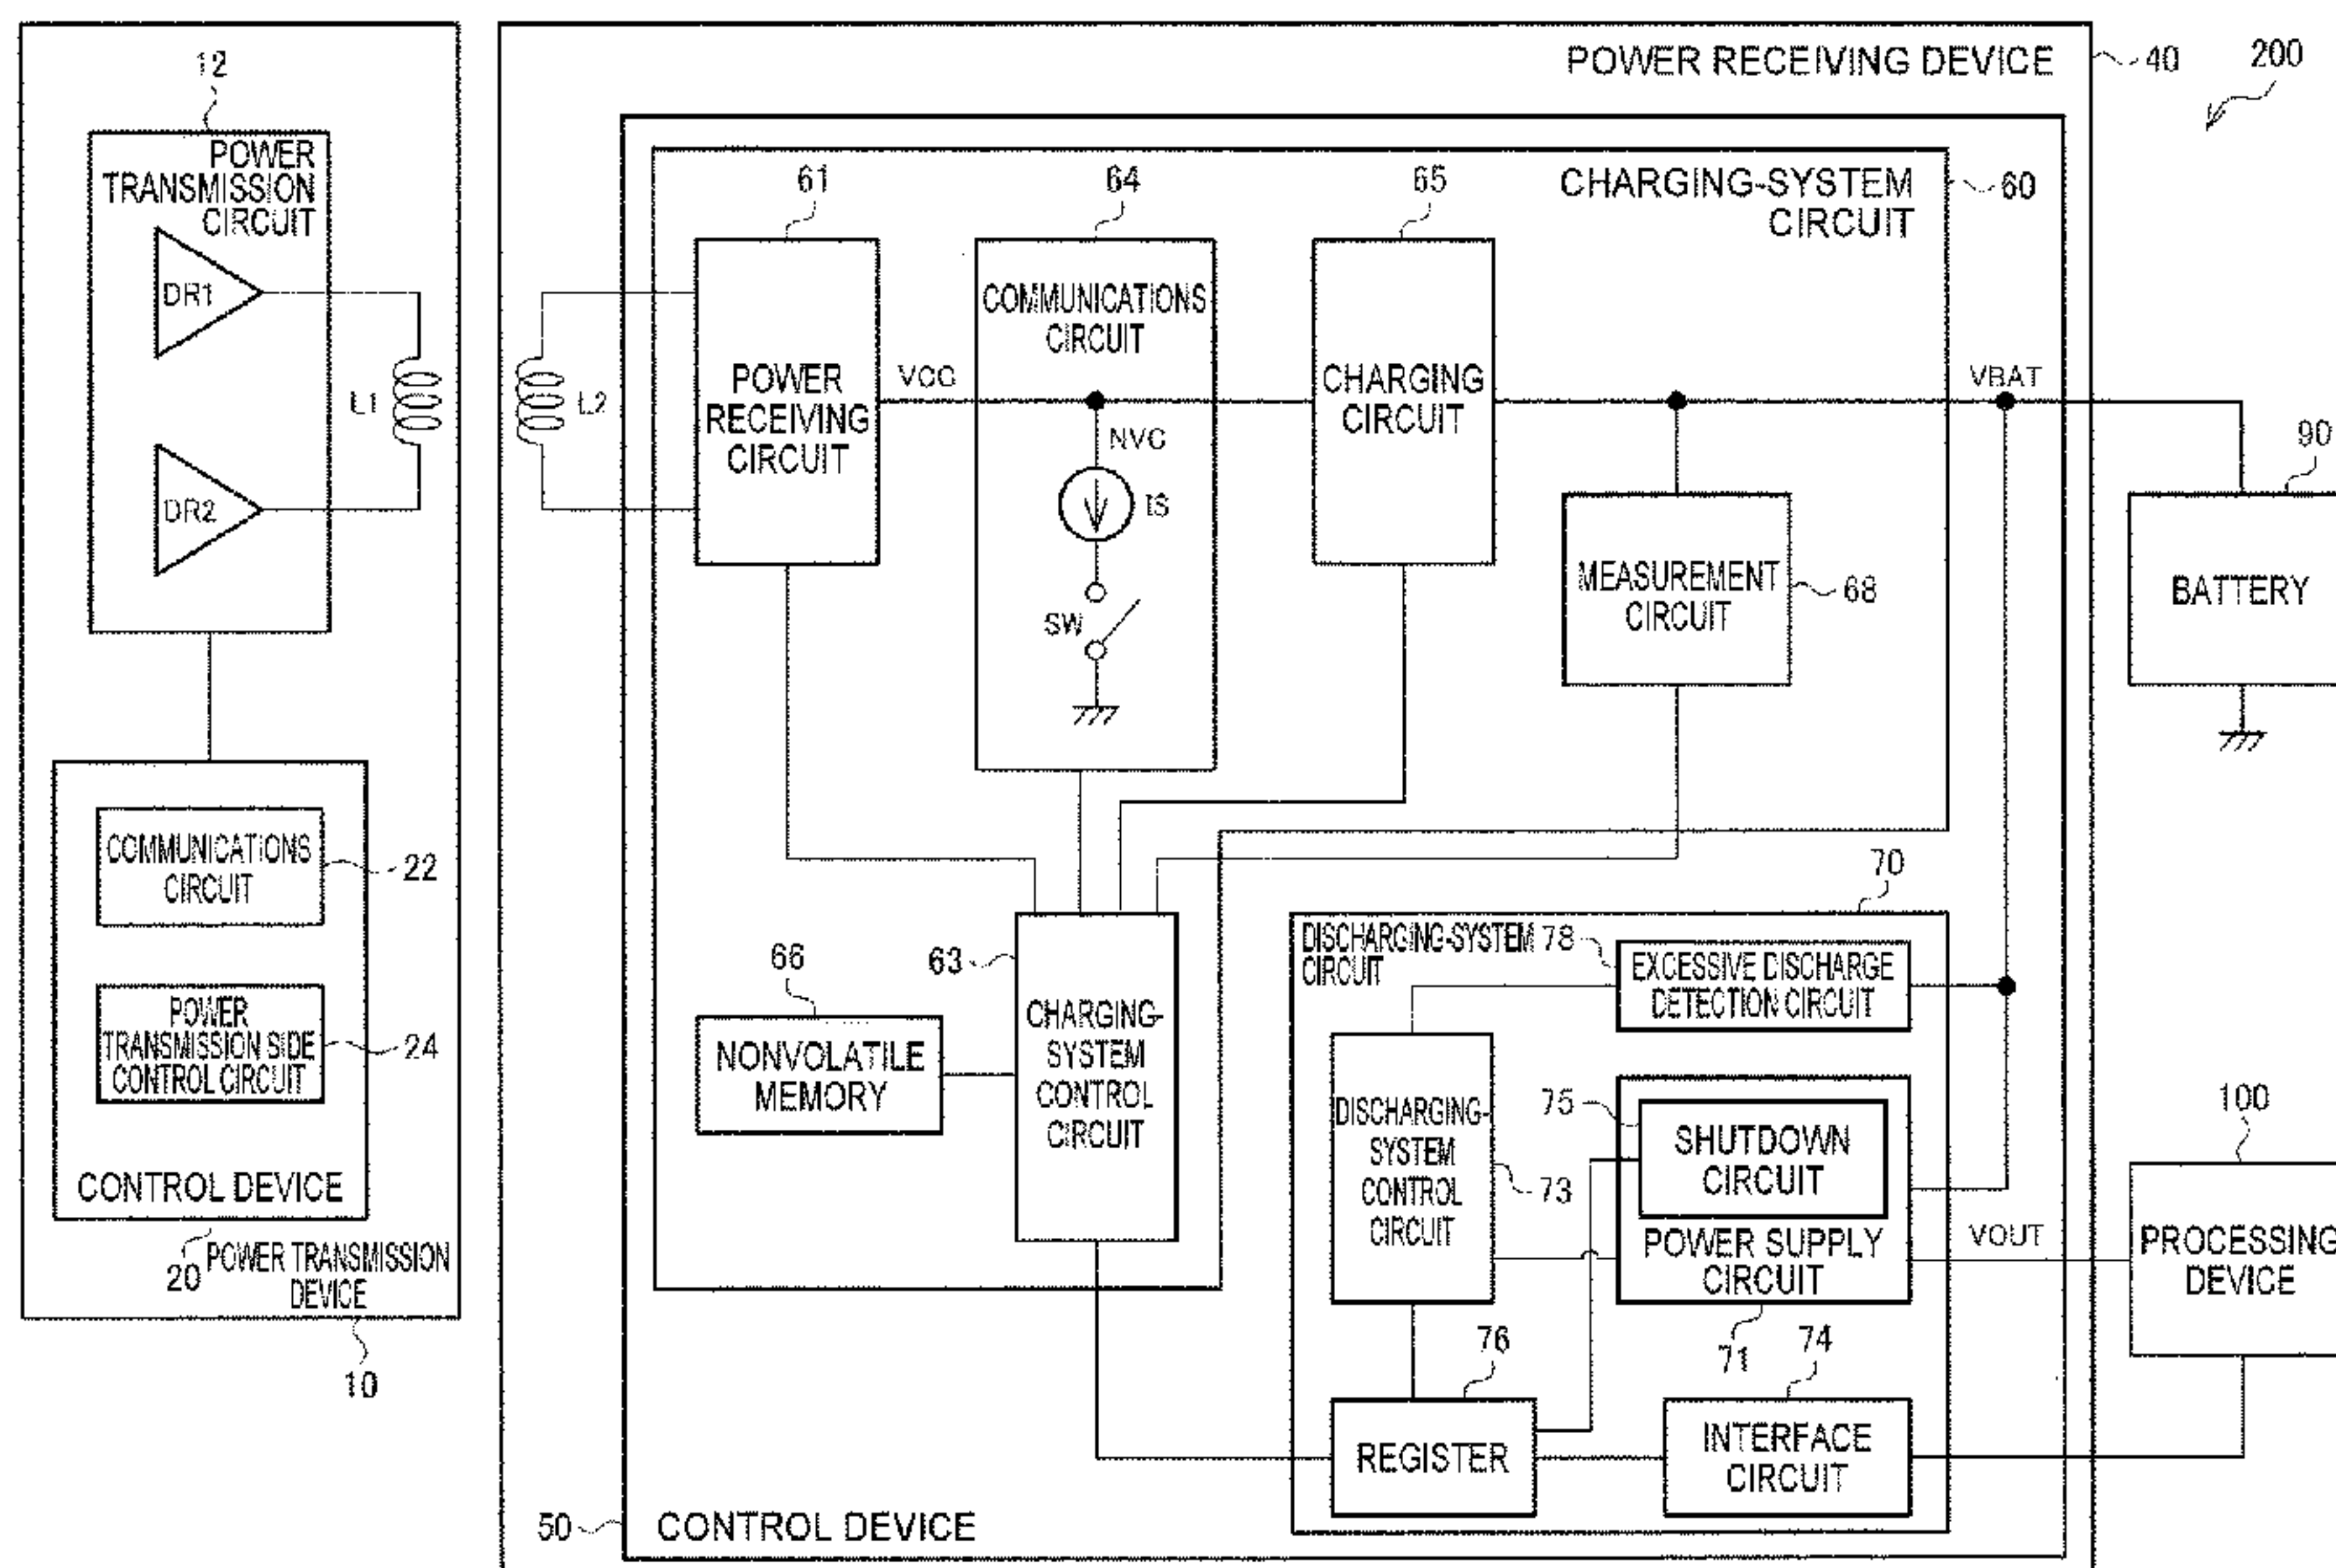 POWER RECEIVING DEVICE
40
200
12
POWER
TRANSMISSION
CIRCUIT
DR1
DR2
L1
L2
CHARGING-SYSTEM
CIRCUIT
60
61
POWER
RECEIVING
CIRCUIT
VCC
64
COMMUNICATIONS
CIRCUIT
NVC
IS
SW
65
CHARGING
CIRCUIT
VBAT
MEASUREMENT
CIRCUIT
68
90
BATTERY
COMMUNICATIONS
CIRCUIT
22
POWER
TRANSMISSION SIDE
CONTROL CIRCUIT
24
CONTROL DEVICE
20
POWER TRANSMISSION
DEVICE
10
66
NONVOLATILE
MEMORY
63
CHARGING-
SYSTEM
CONTROL
CIRCUIT
70
DISCHARGING-SYSTEM
CIRCUIT
78
EXCESSIVE DISCHARGE
DETECTION CIRCUIT
DISCHARGING-
SYSTEM
CONTROL
CIRCUIT
73
75
SHUTDOWN
CIRCUIT
POWER SUPPLY
CIRCUIT
71
VOUT
100
PROCESSING
DEVICE
76
REGISTER
74
INTERFACE
CIRCUIT
50
CONTROL DEVICE